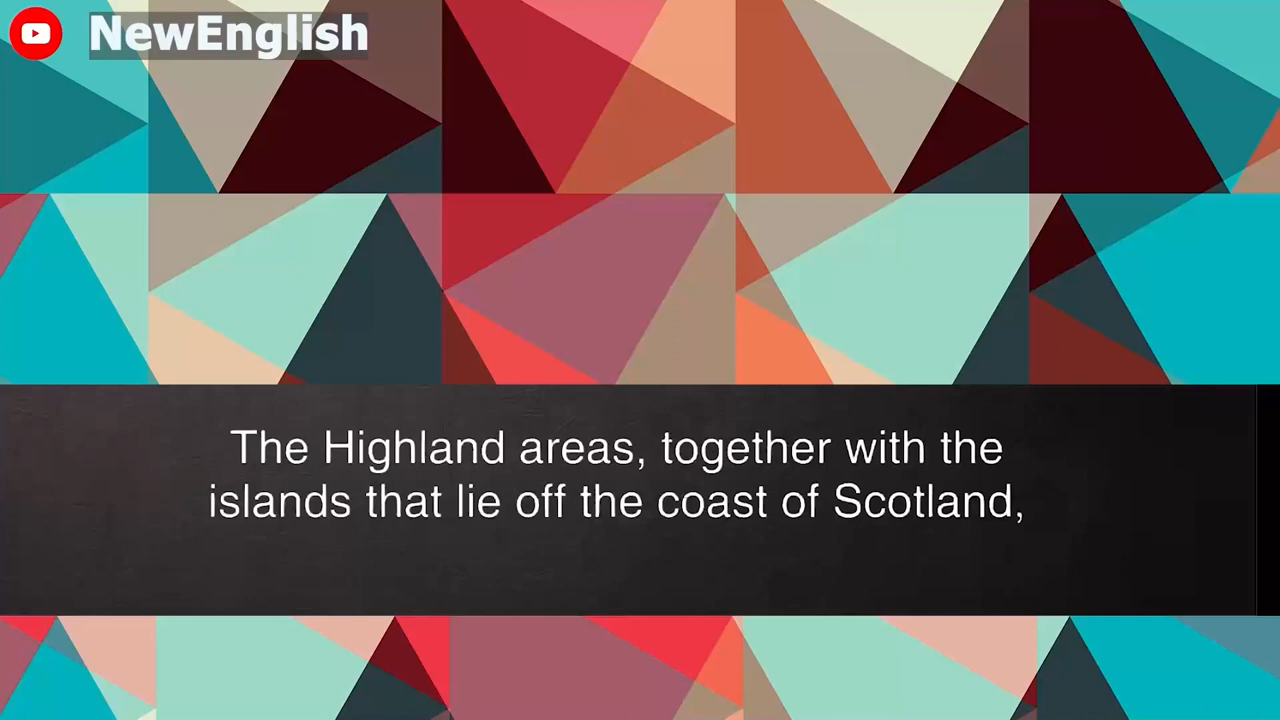 NewEnglish
The Highland areas, together with the
islands that lie off the coast of Scotland,